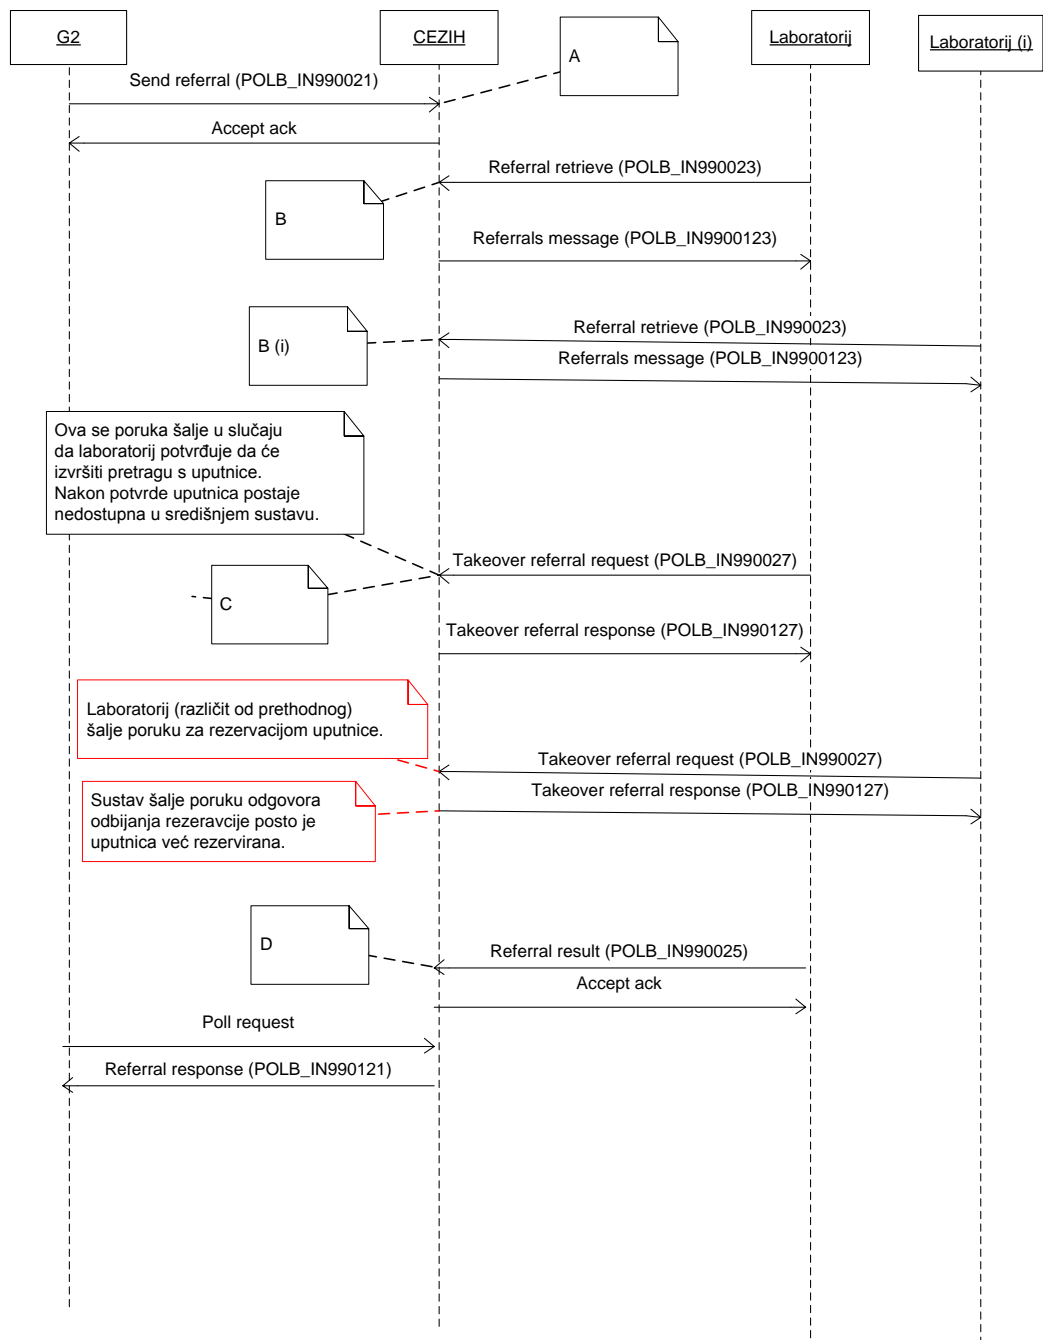 G2
CEZIH
A
Laboratorij
Laboratorij (i)
Send referral (POLB_IN990021)
Accept ack
Referral retrieve (POLB_IN990023)
B
Referrals message (POLB_IN9900123)
Referral retrieve (POLB_IN990023)
B (i)
Referrals message (POLB_IN9900123)
Ova se poruka šalje u slučaju
da laboratorij potvrđuje da će
izvršiti pretragu s uputnice.
Nakon potvrde uputnica postaje
nedostupna u središnjem sustavu.
Takeover referral request (POLB_IN990027)
C
Takeover referral response (POLB_IN990127)
Laboratorij (različit od prethodnog)
šalje poruku za rezervacijom uputnice.
Takeover referral request (POLB_IN990027)
Takeover referral response (POLB_IN990127)
Sustav šalje poruku odgovora
odbijanja rezeravcije posto je
uputnica već rezervirana.
D
Referral result (POLB_IN990025)
Accept ack
Poll request
Referral response (POLB_IN990121)